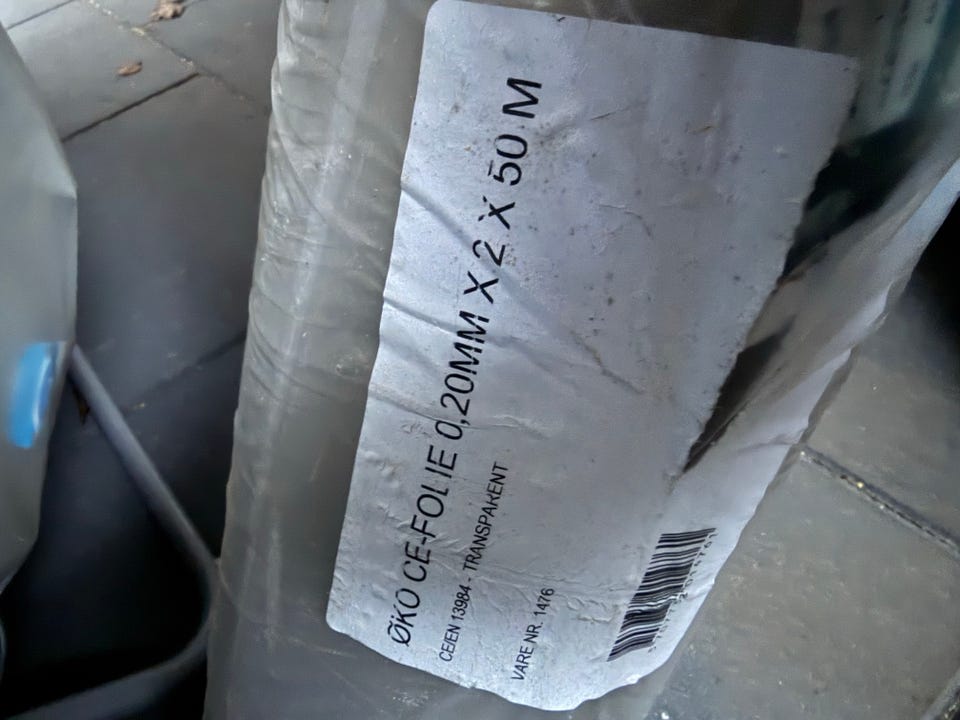 ØKO CE-FOLIE 0,20MM X 2 X 50 M
CE/EN 13984 - TRANSPARENT
VARE NR. 1476